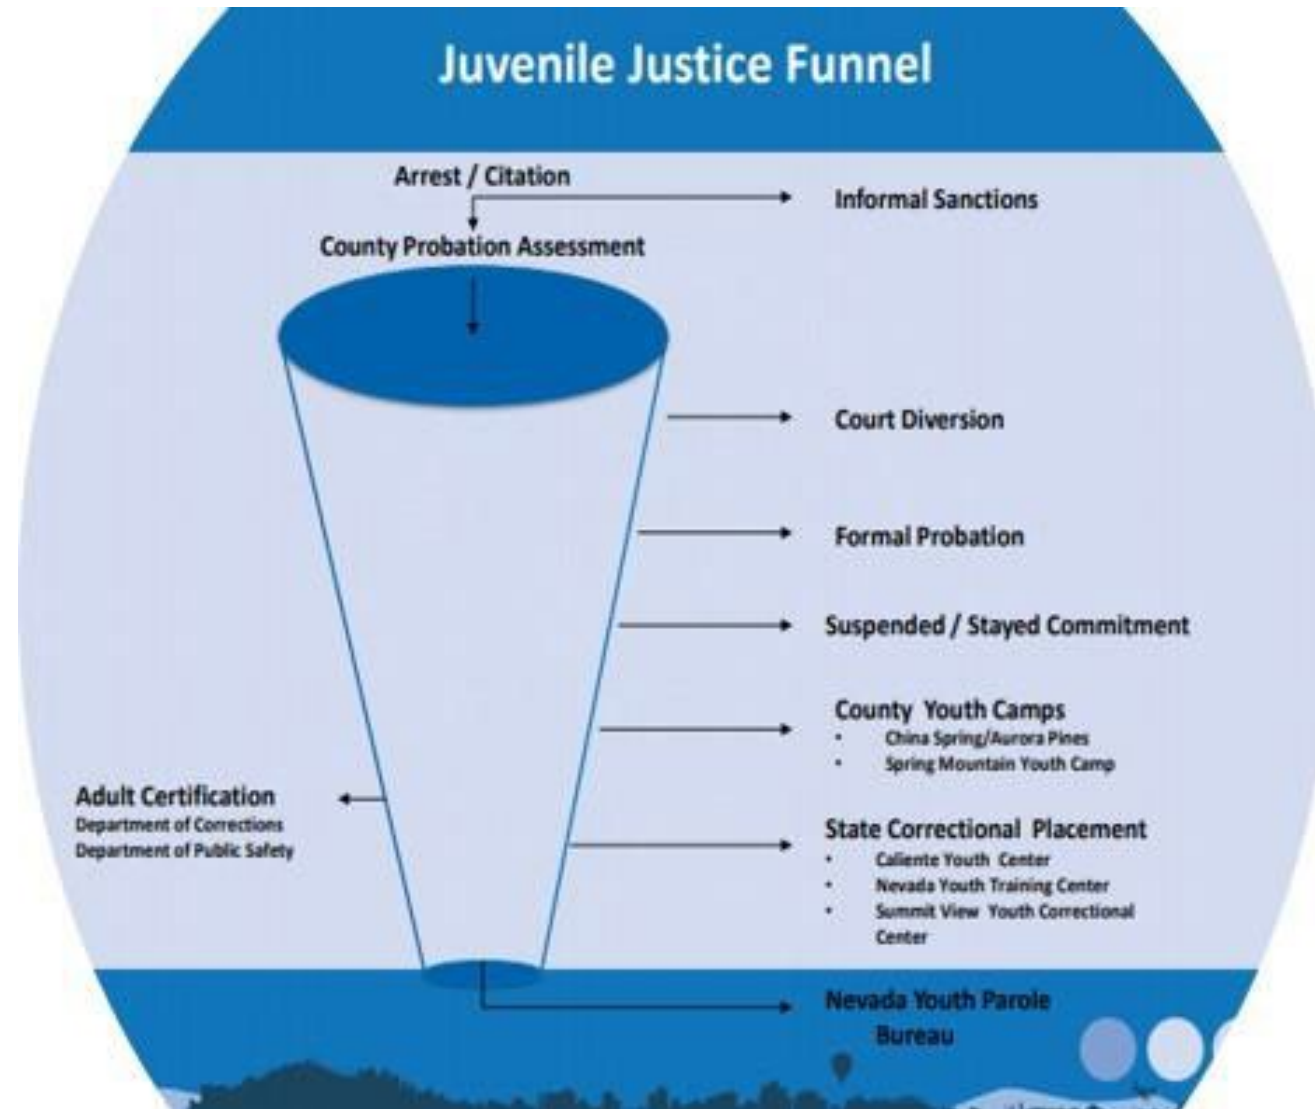 Juvenile Justice Funnel
Arrest / Citation
Informal Sanctions
County Probation Assessment
Court Diversion
Formal Probation
Suspended / Stayed Commitment
County Youth Camps
• China Spring/Aurora Pines
• Spring Mountain Youth Camp
Adult Certification
Department of Corrections
Department of Public Safety
State Correctional Placement
• Caliente Youth Center
• Nevada Youth Training Center
• Summit View Youth Correctional
Center
Nevada Youth Parole
Bureau